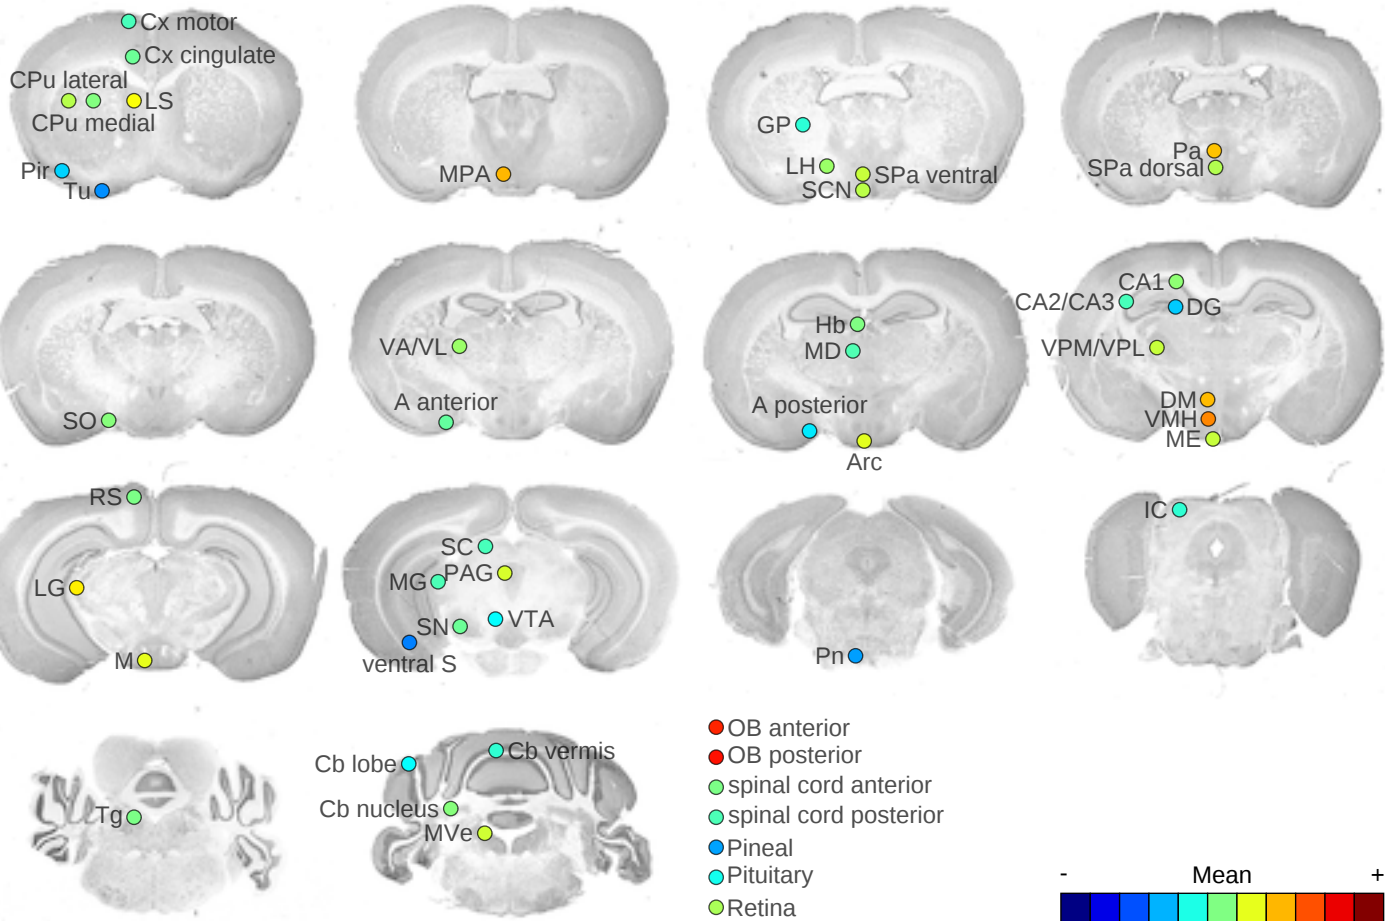 Cx motor
Cx cingulate
CPu lateral
LS
CPu medial
Pir
Tu
MPA
GP
LH
SPa ventral
SCN
Pa
SPa dorsal
SO
VA/VL
A anterior
Hb
MD
A posterior
Arc
CA1
CA2/CA3
DG
VPM/VPL
DM
VMH
ME
RS
LG
M
SC
MG
PAG
SN
VTA
ventral S
Pn
IC
Tg
Cb lobe
Cb vermis
Cb nucleus
MVe
OB anterior
OB posterior
spinal cord anterior
spinal cord posterior
Pineal
Pituitary
Retina
- Mean +